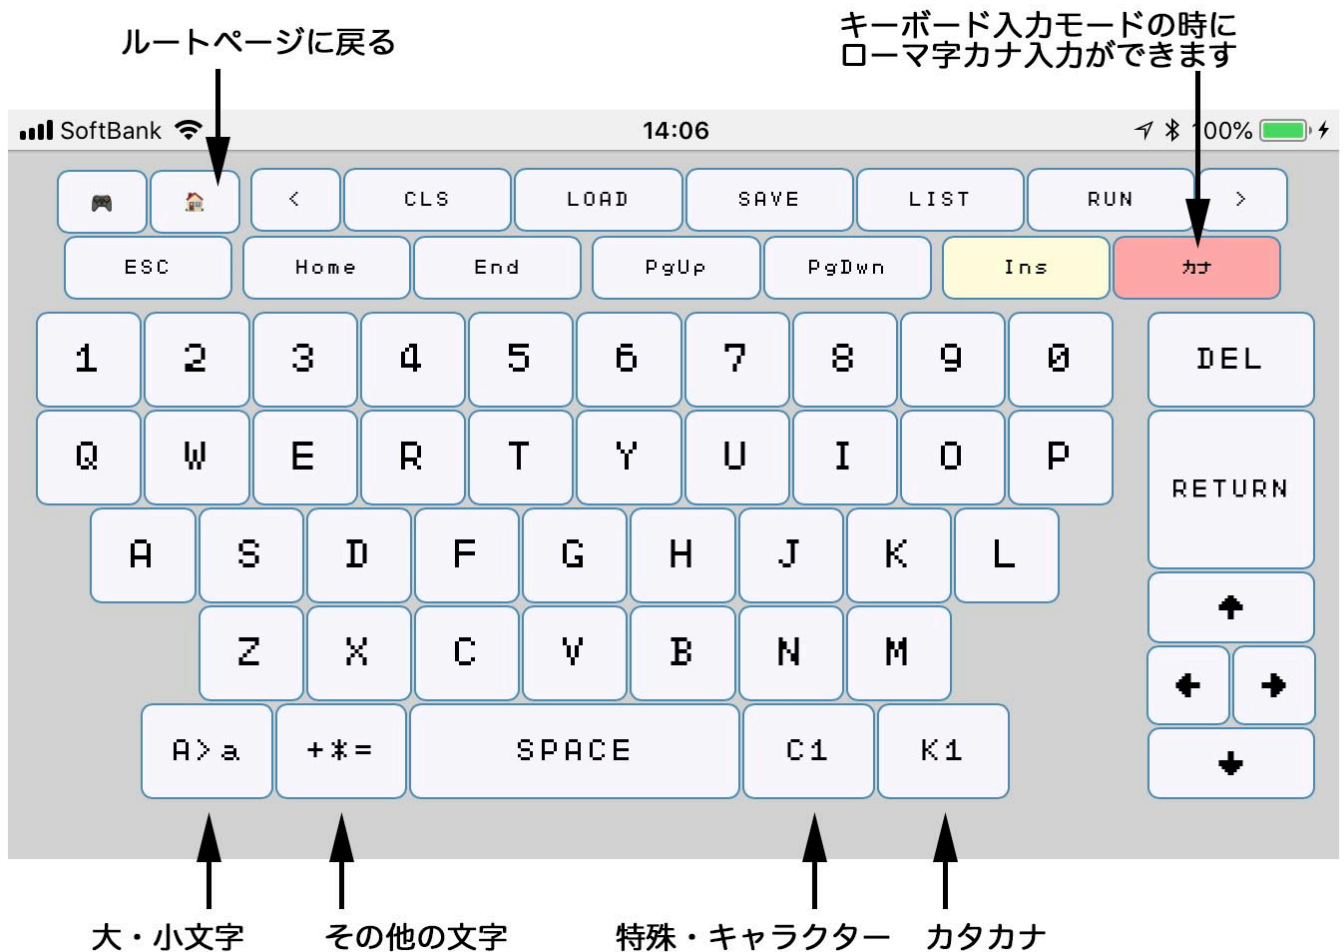 ルートページに戻る
キーボード入力モードの時に
ローマ字カナ入力ができます
SoftBank 14:06 100%
< CLS LOAD SAVE LIST RUN >
ESC Home End PgUp PgDwn Ins カナ
1 2 3 4 5 6 7 8 9 0 DEL
Q W E R T Y U I O P
RETURN
A S D F G H J K L
Z X C V B N M
A>a +*= SPACE C1 K1
大・小文字 その他の文字 特殊・キャラクター カタカナ